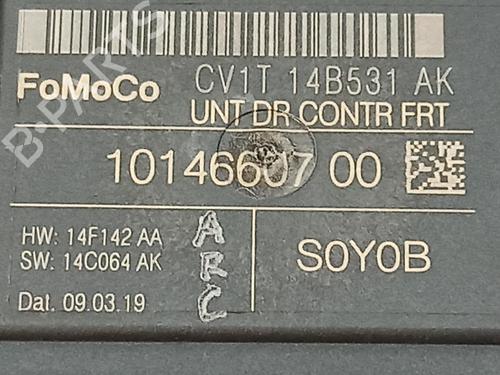 FoMoCo CV1T 14B531 AK
UNT DR CONTR FRT
10146607 00
HW: 14F142 AA
SW: 14C064 AK
Dat. 09.03.19
ARC
S0Y0B
B-PARTS